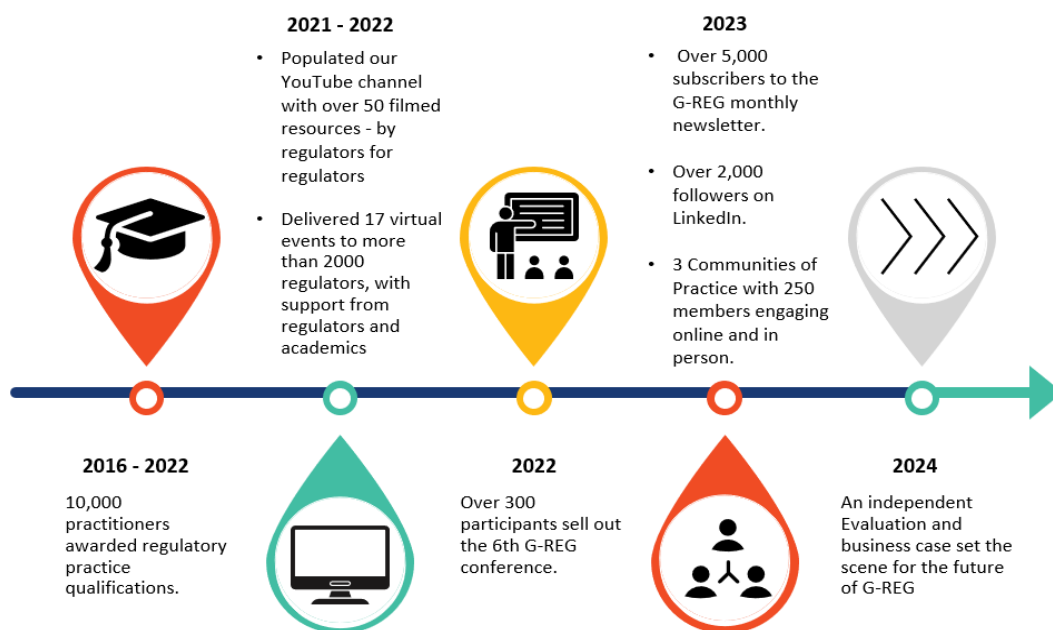 2021 - 2022
• Populated our
YouTube channel
with over 50 filmed
resources - by
regulators for
regulators
• Delivered 17 virtual
events to more
than 2000
regulators, with
support from
regulators and
academics
2023
• Over 5,000
subscribers to the
G-REG monthly
newsletter.
• Over 2,000
followers on
LinkedIn.
• 3 Communities of
Practice with 250
members engaging
online and in
person.
2016 - 2022
10,000
practitioners
awarded regulatory
practice
qualifications.
2022
Over 300
participants sell out
the 6th G-REG
conference.
2024
An independent
Evaluation and
business case set the
scene for the future
of G-REG